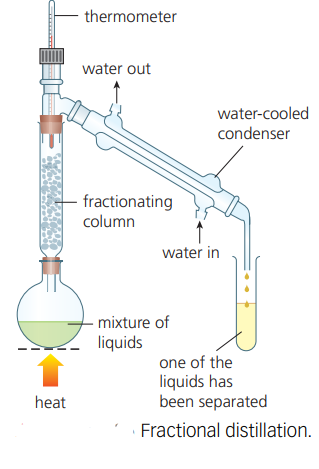 thermometer
water out
water-cooled
condenser
fractionating
column
water in
mixture of
liquids
one of the
liquids has
been separated
heat
Fractional distillation.